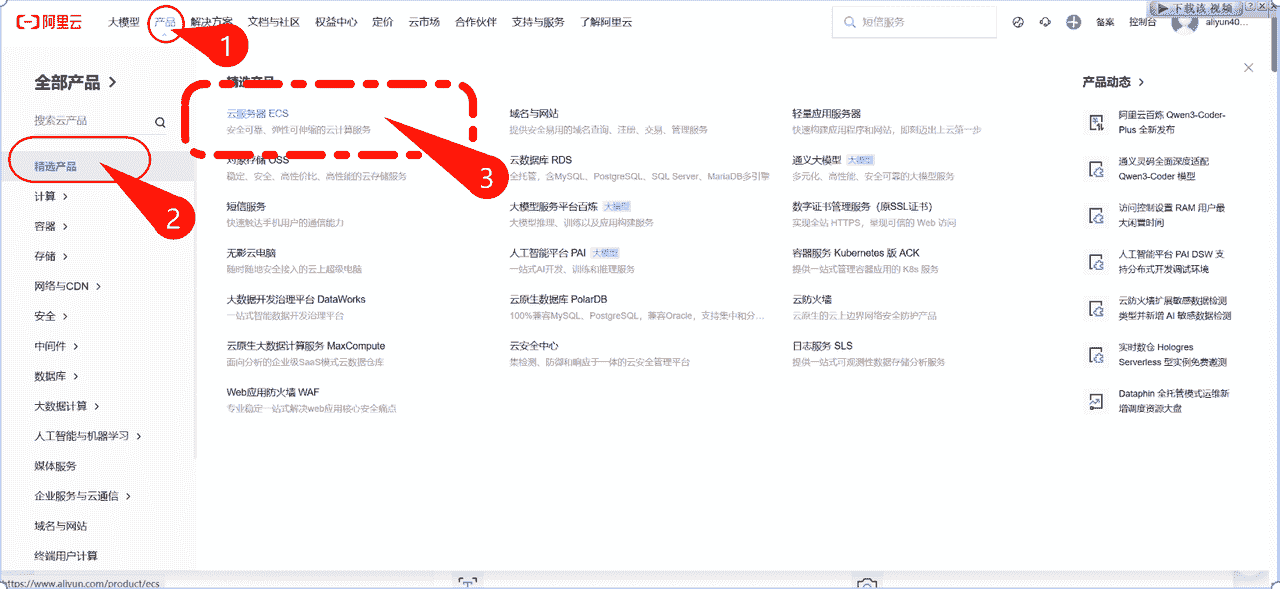 阿里云
大模型 产品 解决方案 文档与社区 权益中心 定价 云市场 合作伙伴 支持与服务 了解阿里云
短信服务
备案 控制台 aliyun40...
下载该视频
1
全部产品
搜索云产品
精选产品
2
计算
容器
存储
网络与CDN
安全
中间件
数据库
大数据计算
人工智能与机器学习
媒体服务
企业服务与云通信
域名与网站
终端用户计算
精选产品
云服务器 ECS
安全可靠、弹性可伸缩的云计算服务
3
对象存储 OSS
稳定、安全、高性价比、高性能的云存储服务
短信服务
快速触达手机用户的通信能力
无影云电脑
随时随地安全接入的云上超级电脑
大数据开发治理平台 DataWorks
一站式智能数据开发治理平台
云原生大数据计算服务 MaxCompute
面向分析的企业级SaaS模式云数据仓库
Web应用防火墙 WAF
专业稳定一站式解决web应用核心安全痛点
域名与网站
提供安全易用的域名查询、注册、交易、管理服务
云数据库 RDS
全托管，含MySQL、PostgreSQL、SQL Server、MariaDB多引擎
大模型服务平台百炼 大模型
大模型推理、训练以及应用构建服务
人工智能平台 PAI 大模型
一站式AI开发、训练和推理服务
云原生数据库 PolarDB
100%兼容MySQL、PostgreSQL，兼容Oracle，支持集中和分...
云安全中心
集检测、防御和响应于一体的云安全管理平台
轻量应用服务器
快速构建应用程序和网站，即刻迈出上云第一步
通义大模型 大模型
多元化、高性能、安全可靠的大模型服务
数字证书管理服务（原SSL证书）
实现全站 HTTPS，呈现可信的 Web 访问
容器服务 Kubernetes 版 ACK
提供一站式管理容器应用的 K8s 服务
云防火墙
云原生的云上边界网络安全防护产品
日志服务 SLS
提供一站式可观测性数据存储分析服务
产品动态
阿里云百炼 Qwen3-Coder-
Plus 全新发布
通义灵码全面深度适配
Qwen3-Coder 模型
访问控制设置 RAM 用户最
大闲置时间
人工智能平台 PAI DSW 支
持分布式开发调试环境
云防火墙扩展敏感数据检测
类型并新增 AI 敏感数据检测
实时数仓 Hologres
Serverless 型实例免费邀测
Dataphin 全托管模式运维新
增调度资源大盘
https://www.aliyun.com/product/ecs